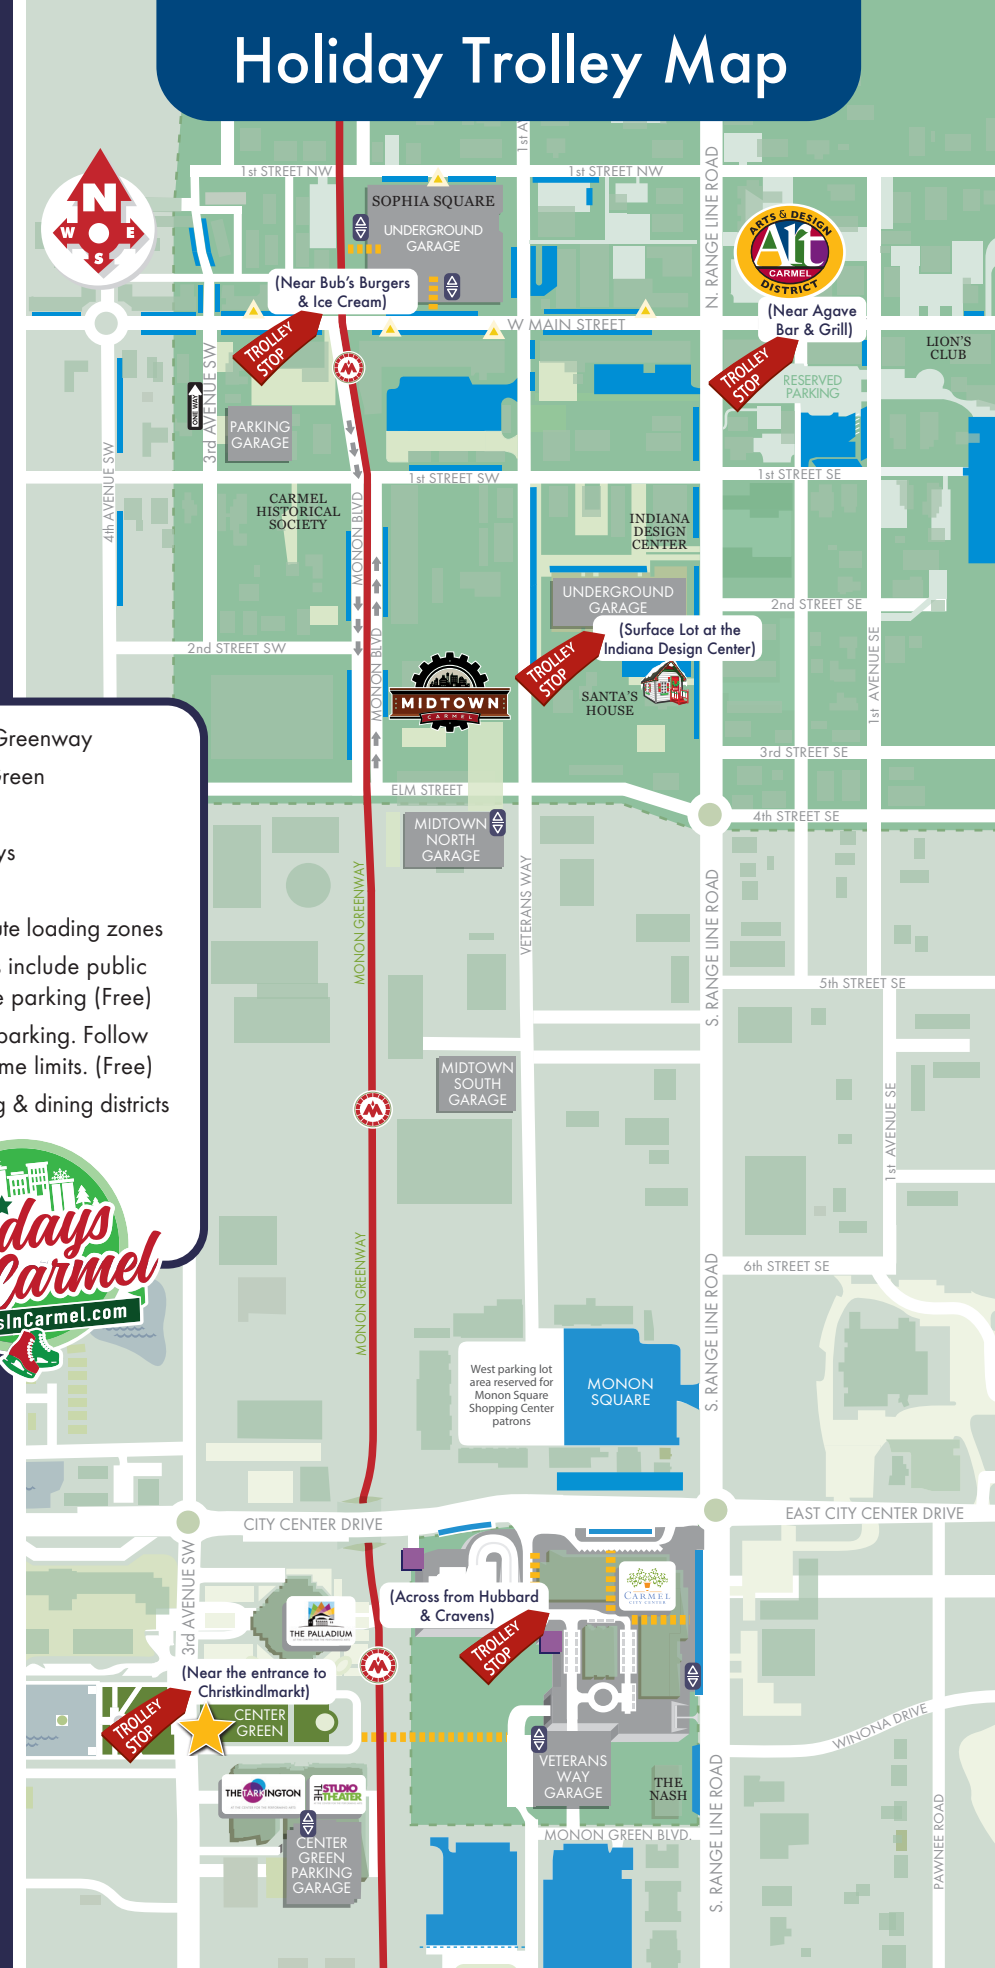 Holiday Trolley Map
1st A
1st STREET NW
1st STREET NW
N. RANGE LINE ROAD
N
W
E
S
SOPHIA SQUARE
UNDERGROUND
GARAGE
ARTS & DESIGN
Art
CARMEL
DISTRICT
(Near Bub's Burgers
& Ice Cream)
TROLLEY
STOP
(Near Agave
Bar & Grill)
TROLLEY
STOP
W MAIN STREET
LION'S
CLUB
RESERVED
PARKING
3rd AVENUE SW
ONE WAY
PARKING
GARAGE
4th AVENUE SW
1st STREET SW
1st STREET SE
CARMEL
HISTORICAL
SOCIETY
MONON BLVD
INDIANA
DESIGN
CENTER
UNDERGROUND
GARAGE
2nd STREET SE
(Surface Lot at the
Indiana Design Center)
TROLLEY
STOP
2nd STREET SW
MONON BLVD
1st AVENUE SE
MIDTOWN
CARMEL
SANTA'S
HOUSE
3rd STREET SE
Greenway
reen
ys
ute loading zones
s include public
e parking (Free)
parking. Follow
me limits. (Free)
g & dining districts
ELM STREET
4th STREET SE
MIDTOWN
NORTH
GARAGE
MONON GREENWAY
VETERANS WAY
S. RANGE LINE ROAD
5th STREET SE
MIDTOWN
SOUTH
GARAGE
1st AVENUE SE
days
Carmel
sInCarmel.com
MONON GREENWAY
S. RANGE LINE ROAD
6th STREET SE
West parking lot
area reserved for
Monon Square
Shopping Center
patrons
MONON
SQUARE
CITY CENTER DRIVE
EAST CITY CENTER DRIVE
3rd AVENUE SW
THE PALLADIUM
(Across from Hubbard
& Cravens)
TROLLEY
STOP
CARMEL
CITY CENTER
(Near the entrance to
Christkindlmarkt)
TROLLEY
STOP
CENTER
GREEN
WINONA DRIVE
VETERANS
WAY
GARAGE
THE
NASH
THE TARKINGTON
THE STUDIO
THEATER
MONON GREEN BLVD.
S. RANGE LINE ROAD
PAWNEE ROAD
CENTER
GREEN
PARKING
GARAGE